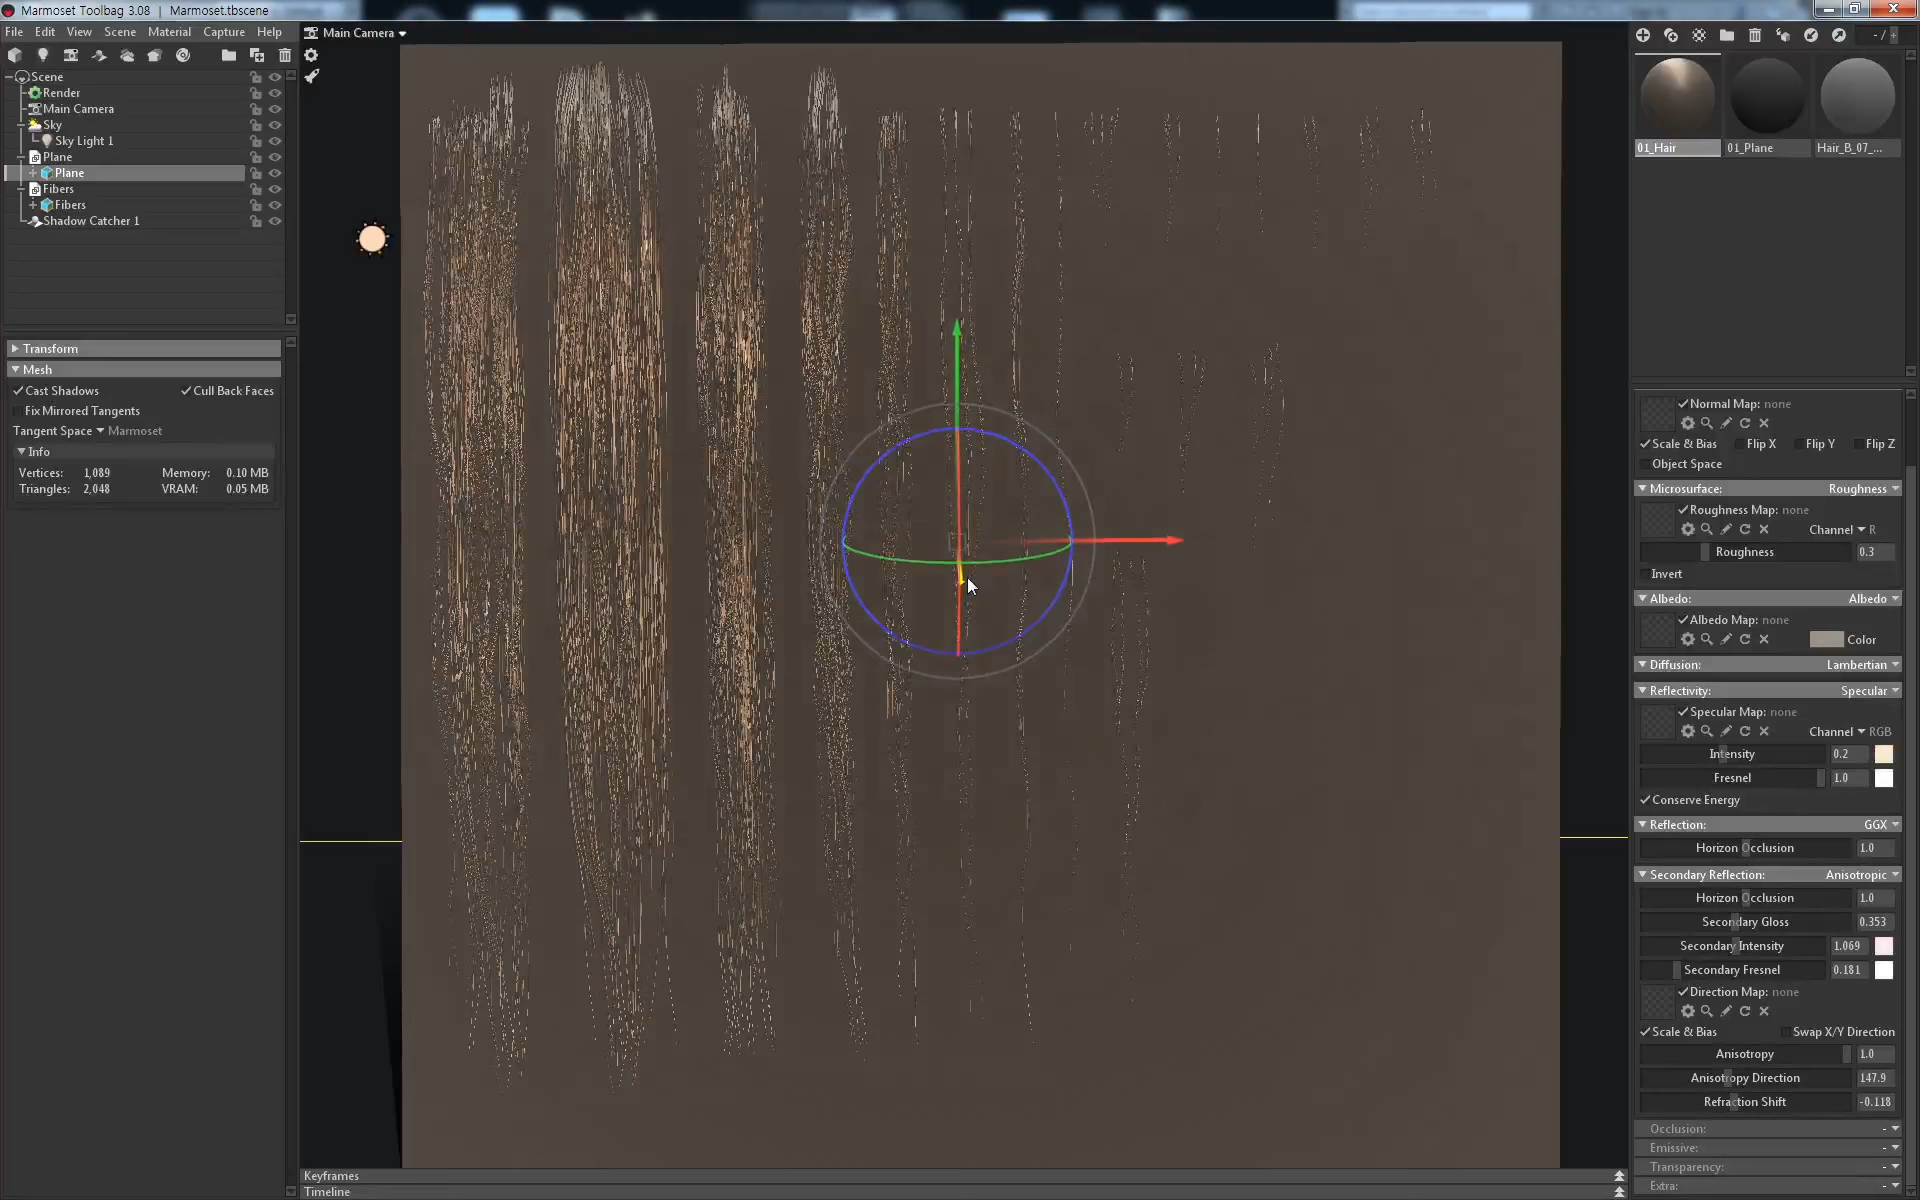 Marmoset Toolbag 3.08 | Marmoset.tbscene
File Edit View Scene Material Capture Help
Main Camera
- /
Scene
Render
Main Camera
Sky
Sky Light 1
Plane
Plane
Fibers
Fibers
Shadow Catcher 1
Transform
Mesh
Cast Shadows Cull Back Faces
Fix Mirrored Tangents
Tangent Space Marmoset
Info
Vertices: 1,089 Memory: 0.10 MB
Triangles: 2,048 VRAM: 0.05 MB
Keyframes
Timeline
01_Hair 01_Plane Hair_B_07_...
Normal Map: none
Scale & Bias Flip X Flip Y Flip Z
Object Space
Microsurface: Roughness
Roughness Map: none
Channel R
Roughness 0.3
Invert
Albedo: Albedo
Albedo Map: none
Color
Diffusion: Lambertian
Reflectivity: Specular
Specular Map: none
Channel RGB
Intensity 0.2
Fresnel 1.0
Conserve Energy
Reflection: GGX
Horizon Occlusion 1.0
Secondary Reflection: Anisotropic
Horizon Occlusion 1.0
Secondary Gloss 0.353
Secondary Intensity 1.069
Secondary Fresnel 0.181
Direction Map: none
Scale & Bias Swap X/Y Direction
Anisotropy 1.0
Anisotropy Direction 147.9
Refraction Shift -0.118
Occlusion: -
Emissive: -
Transparency: -
Extra: -